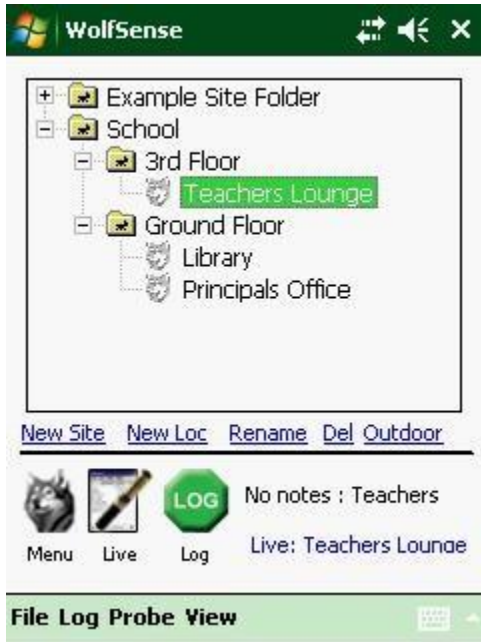 WolfSense
Example Site Folder
School
3rd Floor
Teachers Lounge
Ground Floor
Library
Principals Office
New Site New Loc Rename Del Outdoor
LOG
No notes : Teachers
Live: Teachers Lounge
Menu Live Log
File Log Probe View